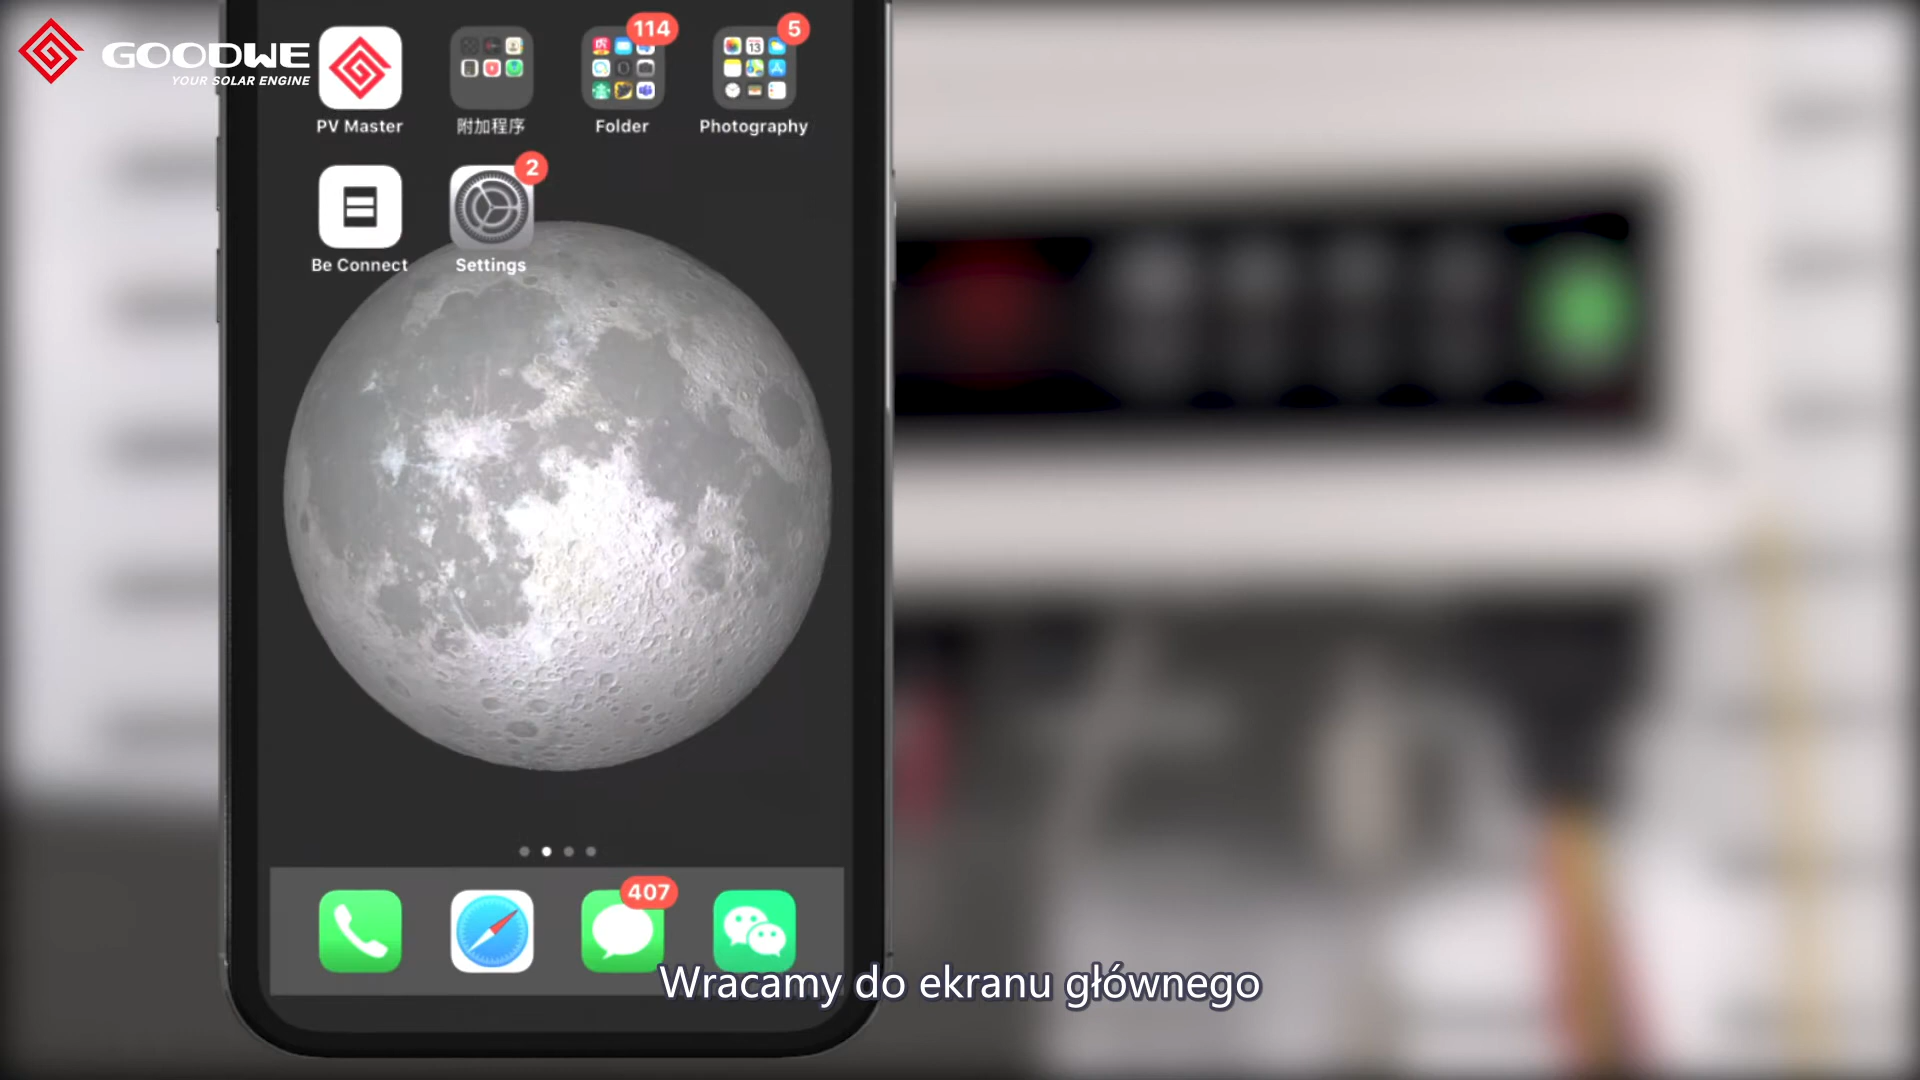 GOODWE
YOUR SOLAR ENGINE
114
5
PV Master
附加程序
Folder
Photography
2
Be Connect
Settings
407
Wracamy do ekranu głównego